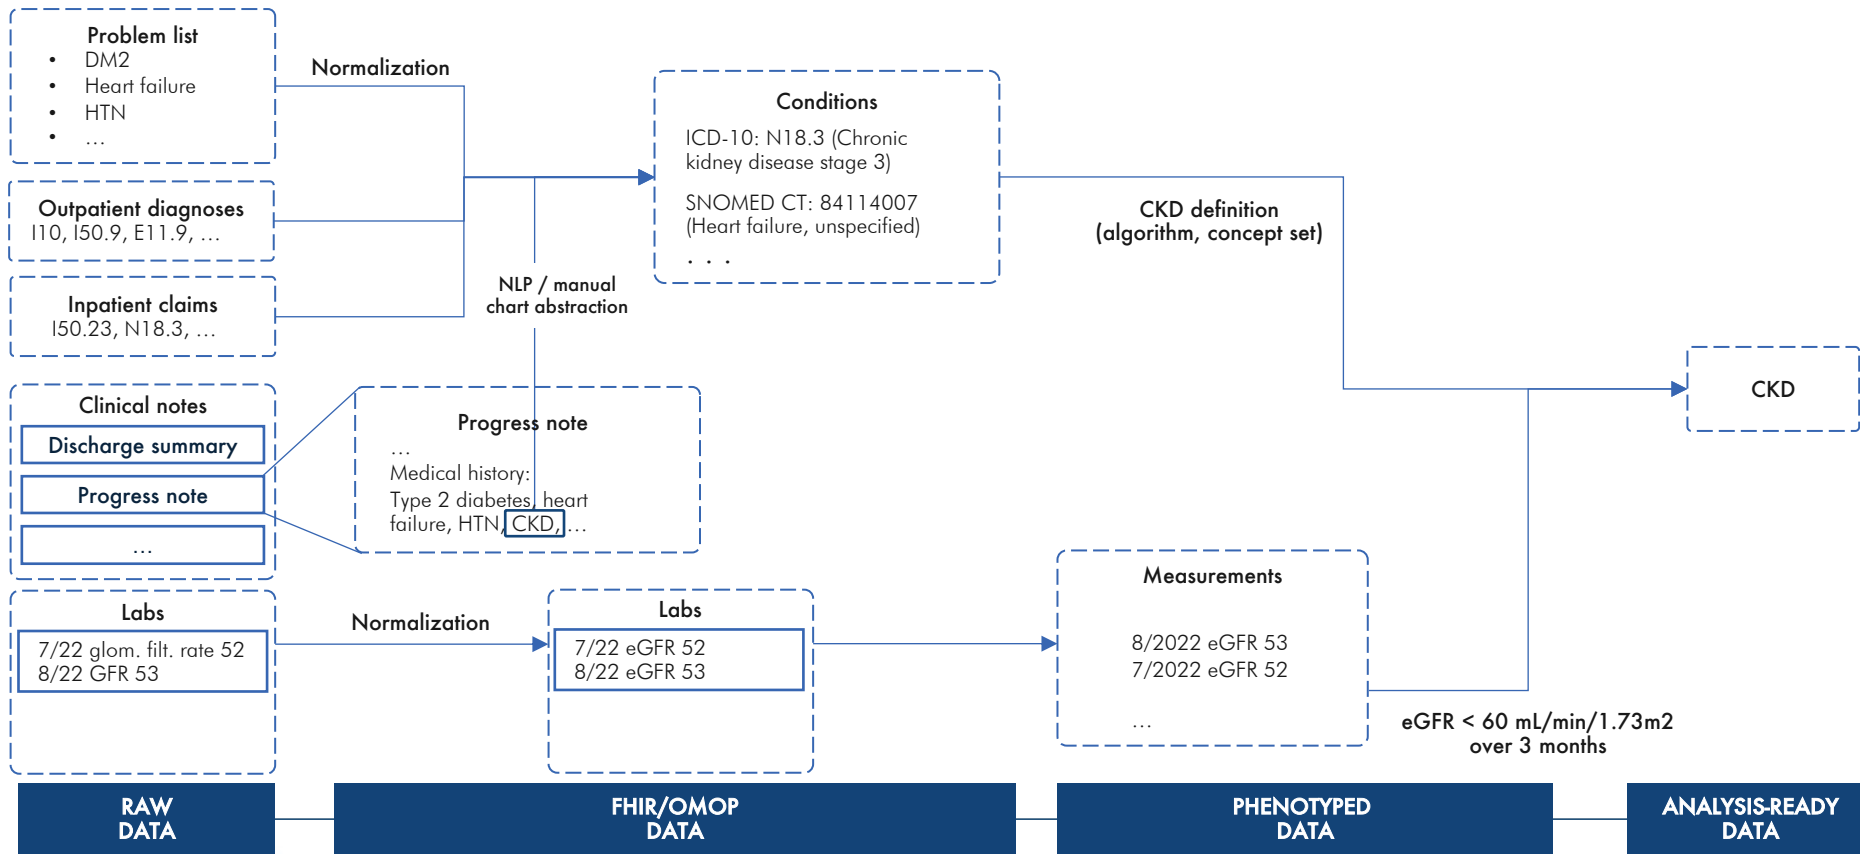 Problem list
• DM2
• Heart failure
• HTN
• …
Normalization
Outpatient diagnoses
I10, I50.9, E11.9, …
Inpatient claims
I50.23, N18.3, …
Conditions
ICD-10: N18.3 (Chronic
kidney disease stage 3)
SNOMED CT: 84114007
(Heart failure, unspecified)
. . .
CKD definition
(algorithm, concept set)
NLP / manual
chart abstraction
Clinical notes
Discharge summary
Progress note
…
Progress note
…
Medical history:
Type 2 diabetes, heart
failure, HTN, CKD, …
CKD
Labs
7/22 glom. filt. rate 52
8/22 GFR 53
Normalization
Labs
7/22 eGFR 52
8/22 eGFR 53
Measurements
8/2022 eGFR 53
7/2022 eGFR 52
…
eGFR < 60 mL/min/1.73m2
over 3 months
RAW
DATA
FHIR/OMOP
DATA
PHENOTYPED
DATA
ANALYSIS-READY
DATA